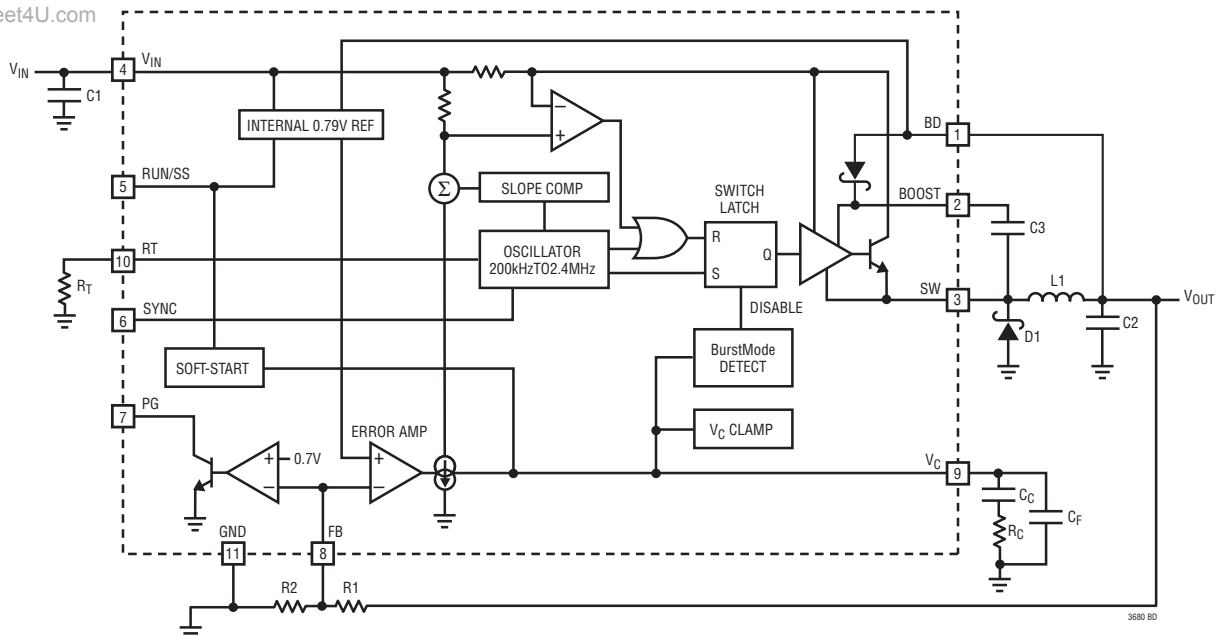 eet4U.com
VIN
4
VIN
C1
INTERNAL 0.79V REF
−
+
BD
1
5
RUN/SS
Σ
SLOPE COMP
SWITCH
LATCH
BOOST
2
C3
10
RT
RT
OSCILLATOR
200kHzTO2.4MHz
R
S
Q
SW
3
L1
VOUT
D1
C2
6
SYNC
DISABLE
SOFT-START
BurstMode
DETECT
7
PG
ERROR AMP
VC CLAMP
+
0.7V
−
+
−
VC
9
CC
RC
CF
GND
11
FB
8
R2
R1
3680 BD